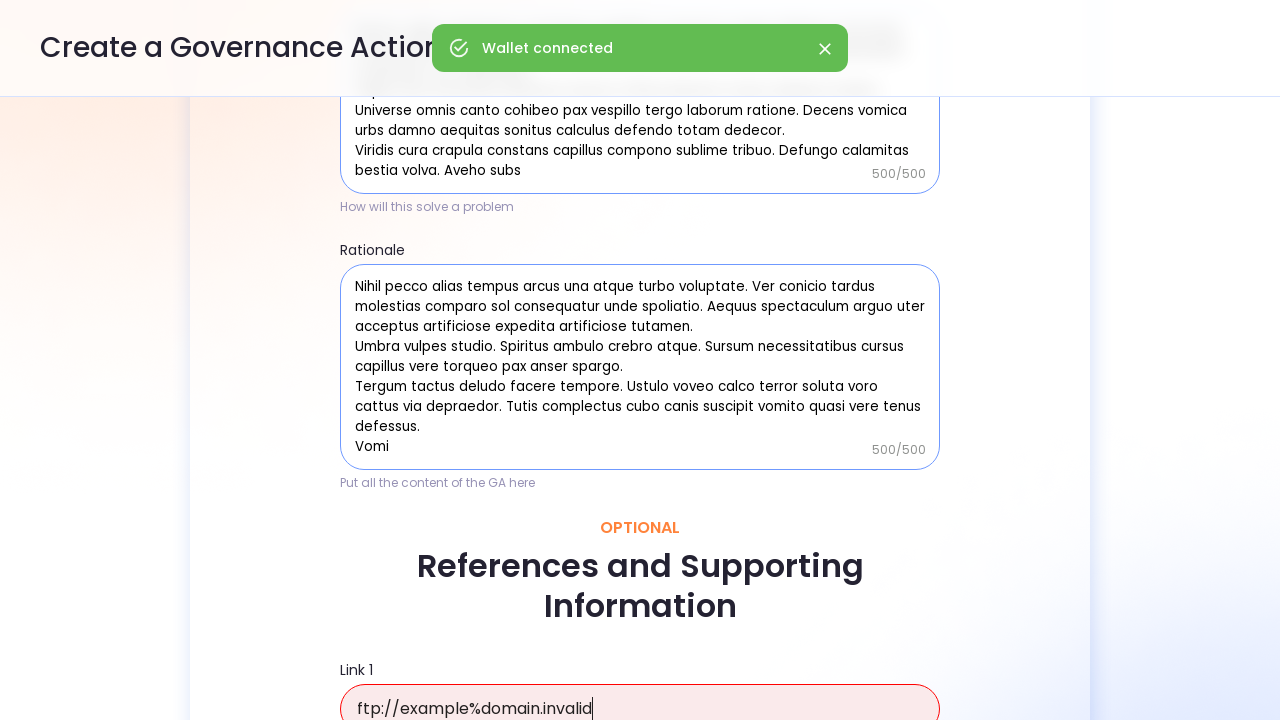 Create a Governance Action
Wallet connected
Universe omnis canto cohibeo pax vespillo tergo laborum ratione. Decens vomica
urbs damno aequitas sonitus calculus defendo totam dedecor.
Viridis cura crapula constans capillus compono sublime tribuo. Defungo calamitas
bestia volva. Aveho subs
500/500
How will this solve a problem
Rationale
Nihil pecco alias tempus arcus una atque turbo voluptate. Ver conicio tardus
molestias comparo sol consequatur unde spoliatio. Aequus spectaculum arguo uter
acceptus artificiose expedita artificiose tutamen.
Umbra vulpes studio. Spiritus ambulo crebro atque. Sursum necessitatibus cursus
capillus vere torqueo pax anser spargo.
Tergum tactus deludo facere tempore. Ustulo voveo calco terror soluta voro
cattus via depraedor. Tutis complectus cubo canis suscipit vomito quasi vere tenus
defessus.
Vomi
500/500
Put all the content of the GA here
OPTIONAL
References and Supporting
Information
Link 1
ftp://example%domain.invalid